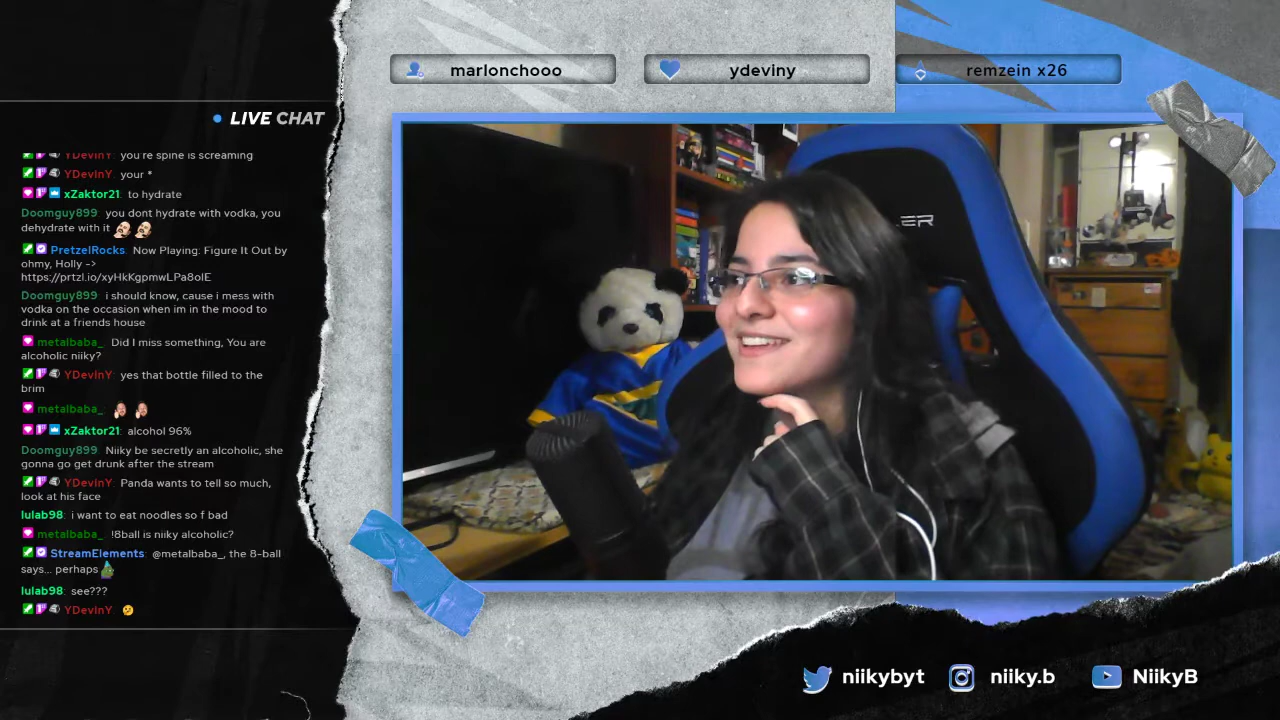 marlonchooo
ydeviny
remzein x26
LIVE CHAT
YDevinY: you're spine is screaming
YDevinY: your *
xZaktor21: to hydrate
Doomguy899: you dont hydrate with vodka, you
dehydrate with it
PretzelRocks: Now Playing: Figure It Out by
ohmy, Holly ->
https://prtzl.io/xyHkKgpmwLPa8olE
Doomguy899: i should know, cause i mess with
vodka on the occasion when im in the mood to
drink at a friends house
metalbaba_: Did I miss something, You are
alcoholic niiky?
YDevinY: yes that bottle filled to the
brim
metalbaba_:
xZaktor21: alcohol 96%
Doomguy899: Niiky be secretly an alcoholic, she
gonna go get drunk after the stream
YDevinY: Panda wants to tell so much,
look at his face
lulab98: i want to eat noodles so f bad
metalbaba_: !8ball is niiky alcoholic?
StreamElements: @metalbaba_, the 8-ball
says... perhaps
lulab98: see???
YDevinY:
niikybyt
niiky.b
NiikyB